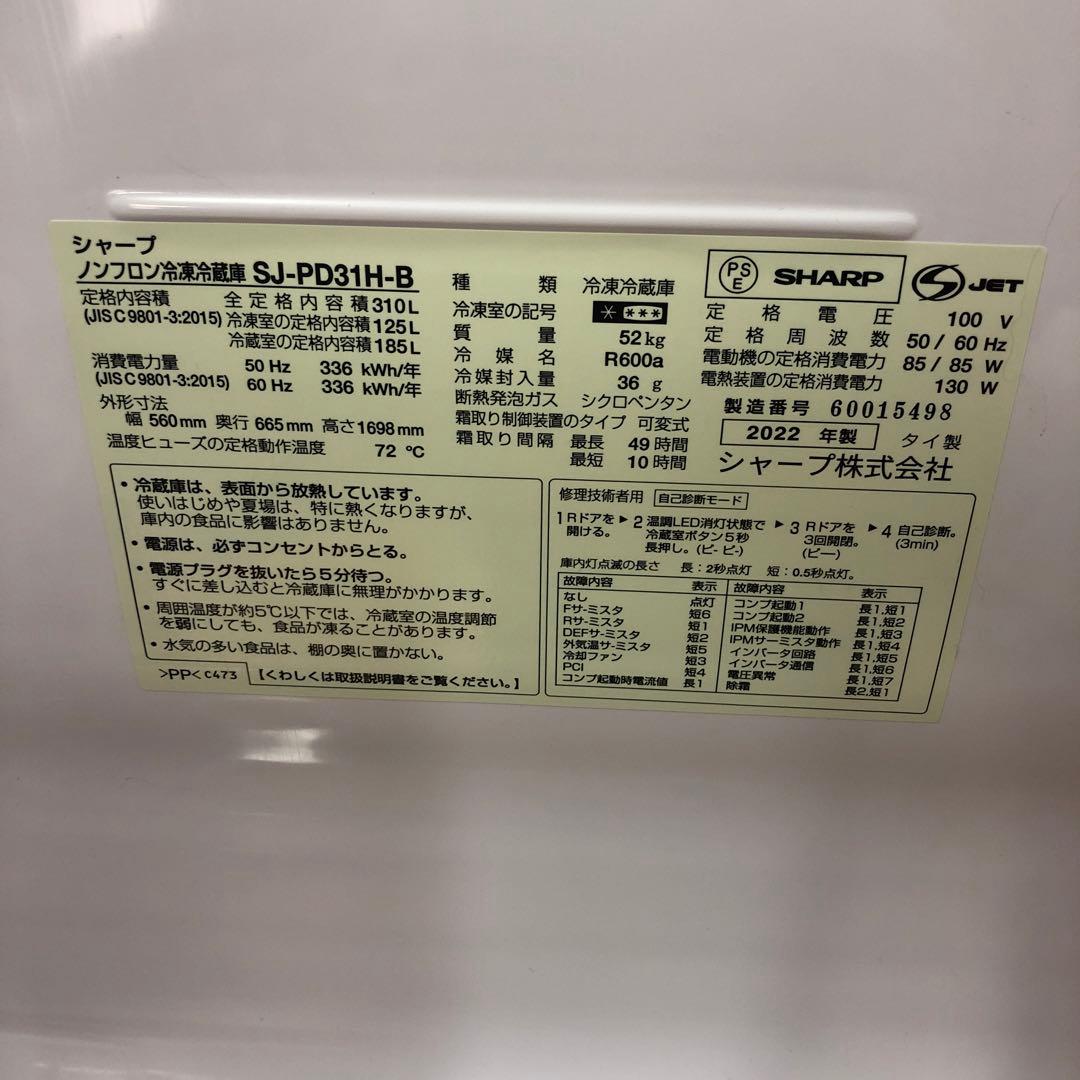 シャープ
ノンフロン冷凍冷蔵庫 SJ-PD31H-B
定格内容積 全定格内容積 310L
(JIS C 9801-3:2015) 冷凍室の定格内容積 125L
冷蔵室の定格内容積 185L
消費電力量 50 Hz 336 kWh/年
(JIS C 9801-3:2015) 60 Hz 336 kWh/年
外形寸法
幅 560mm 奥行 665mm 高さ 1698mm
温度ヒューズの定格動作温度 72 ℃
種類 冷凍冷蔵庫
冷凍室の記号 * ***
質量 52kg
冷媒名 R600a
冷媒封入量 36 g
断熱発泡ガス シクロペンタン
霜取り制御装置のタイプ 可変式
霜取り間隔 最長 49時間
最短 10時間
PSE SHARP S JET
定格電圧 100 V
定格周波数 50 / 60 Hz
電動機の定格消費電力 85 / 85 W
電熱装置の定格消費電力 130 W
製造番号 60015498
2022 年製 タイ製
シャープ株式会社
・冷蔵庫は、表面から放熱しています。
使いはじめや夏場は、特に熱くなりますが、
庫内の食品に影響はありません。
・電源は、必ずコンセントからとる。
・電源プラグを抜いたら5分待つ。
すぐに差し込むと冷蔵庫に無理がかかります。
・周囲温度が約5℃以下では、冷蔵室の温度調節
を弱にしても、食品が凍ることがあります。
・水気の多い食品は、棚の奥に置かない。
>PP< C473 【くわしくは取扱説明書をご覧ください。】
修理技術者用 自己診断モード
1 Rドアを開ける。 ▶ 2 温調LED消灯状態で冷蔵室ボタン5秒長押し。(ピ- ピ-) ▶ 3 Rドアを3回開閉。(ピー) ▶ 4 自己診断。(3min)
庫内灯点滅の長さ 長:2秒点灯 短:0.5秒点灯。
故障内容 表示 故障内容 表示
なし 点灯 コンプ起動1 長1,短1
Fサ-ミスタ 短6 コンプ起動2 長1,短2
Rサーミスタ 短1 IPM保護機能動作 長1,短3
DEFサ-ミスタ 短2 IPMサーミスタ動作 長1,短4
外気温サ-ミスタ 短5 インバータ回路 長1,短5
冷却ファン 短3 インバータ通信 長1,短6
PCI 短4 電圧異常 長1,短7
コンプ起動時電流値 長1 除霜 長2,短1